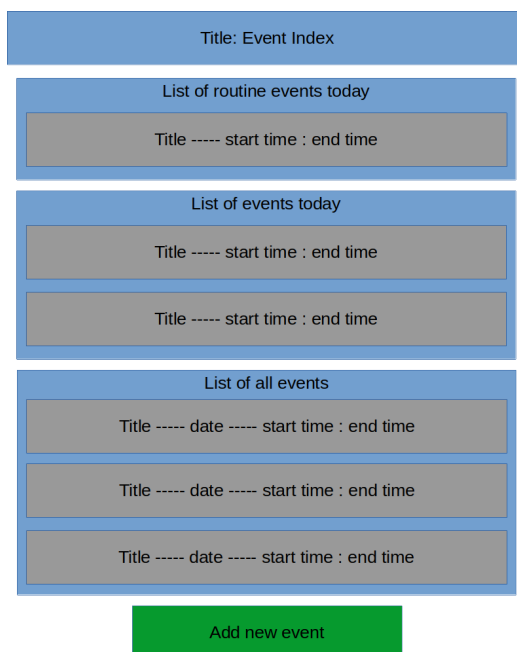 Title: Event Index
List of routine events today
Title ----- start time : end time
List of events today
Title ----- start time : end time
Title ----- start time : end time
List of all events
Title ----- date ----- start time : end time
Title ----- date ----- start time : end time
Title ----- date ----- start time : end time
Add new event